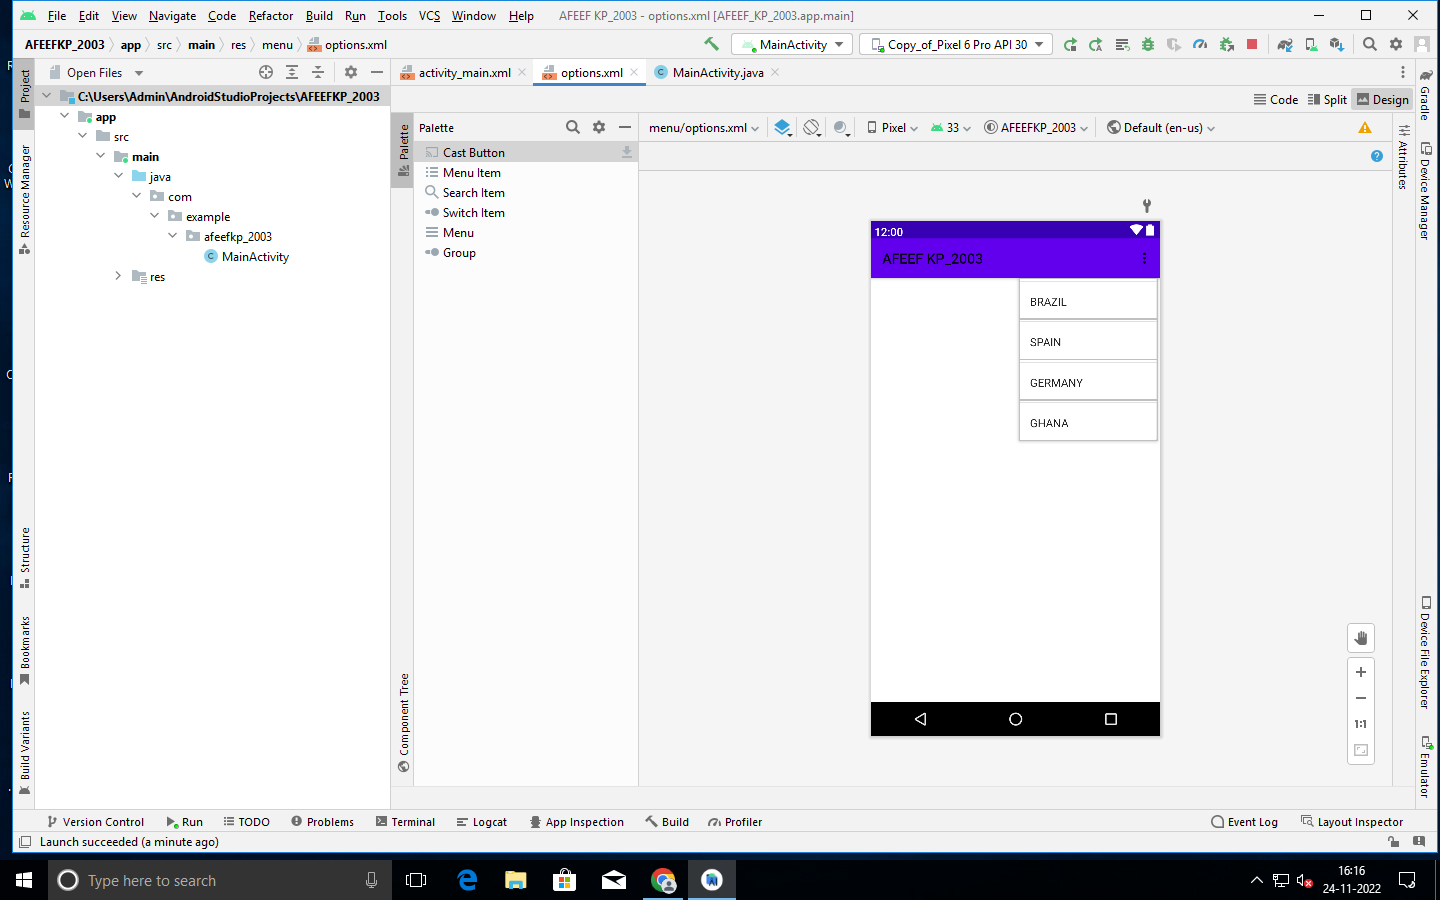 File Edit View Navigate Code Refactor Build Run Tools VCS Window Help AFEEF KP_2003 - options.xml [AFEEF_KP_2003.app.main]
AFEEFKP_2003 app src main res menu options.xml MainActivity Copy_of_Pixel 6 Pro API 30
Project
Open Files
activity_main.xml options.xml MainActivity.java
Gradle
C:\Users\Admin\AndroidStudioProjects\AFEEFKP_2003
Code Split Design
app
src
main
java
com
example
afeefkp_2003
MainActivity
res
Resource Manager
Structure
Bookmarks
Build Variants
Palette
Component Tree
Palette
Cast Button
Menu Item
Search Item
Switch Item
Menu
Group
menu/options.xml Pixel 33 AFEEFKP_2003 Default (en-us)
12:00
AFEEF KP_2003
BRAZIL
SPAIN
GERMANY
GHANA
1:1
Attributes
Device Manager
Device File Explorer
Emulator
Version Control Run TODO Problems Terminal Logcat App Inspection Build Profiler Event Log Layout Inspector
Launch succeeded (a minute ago)
Type here to search
16:16
24-11-2022